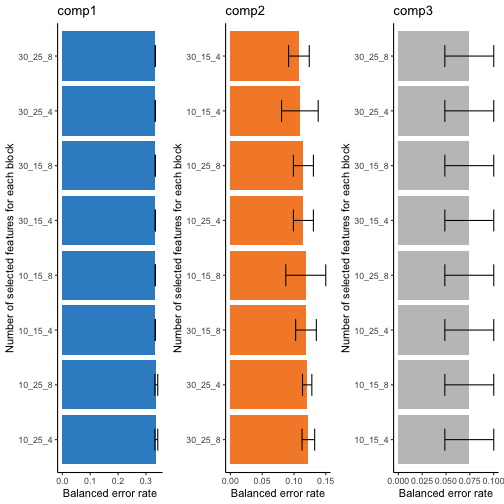 comp1
Number of selected features for each block
30_25_8
30_25_4
30_15_8
30_15_4
10_15_8
10_15_4
10_25_8
10_25_4
0.0 0.1 0.2 0.3
Balanced error rate
comp2
Number of selected features for each block
30_15_4
10_15_4
10_25_8
10_25_4
10_15_8
30_15_8
30_25_4
30_25_8
0.00 0.05 0.10 0.15
Balanced error rate
comp3
Number of selected features for each block
30_25_8
30_25_4
30_15_8
30_15_4
10_25_8
10_25_4
10_15_8
10_15_4
0.000 0.025 0.050 0.075 0.100
Balanced error rate